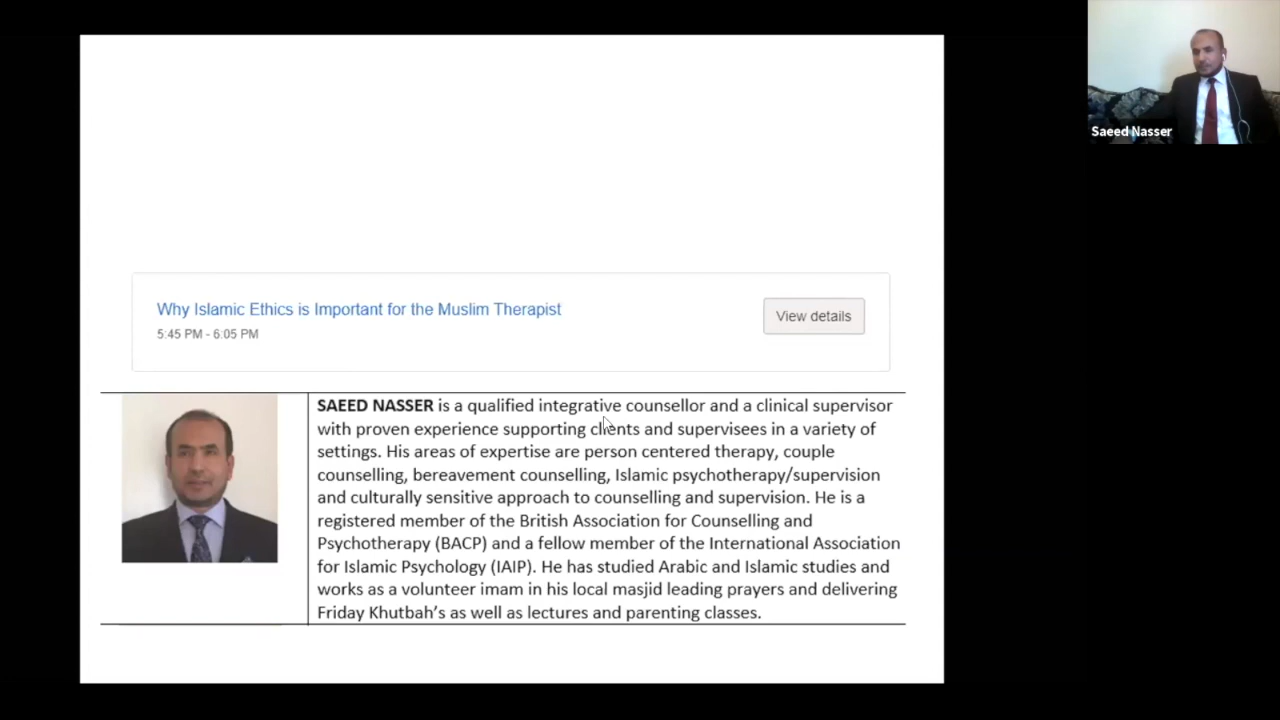 Saeed Nasser
Why Islamic Ethics is Important for the Muslim Therapist
5:45 PM - 6:05 PM
View details
SAEED NASSER is a qualified integrative counsellor and a clinical supervisor
with proven experience supporting clients and supervisees in a variety of
settings. His areas of expertise are person centered therapy, couple
counselling, bereavement counselling, Islamic psychotherapy/supervision
and culturally sensitive approach to counselling and supervision. He is a
registered member of the British Association for Counselling and
Psychotherapy (BACP) and a fellow member of the International Association
for Islamic Psychology (IAIP). He has studied Arabic and Islamic studies and
works as a volunteer imam in his local masjid leading prayers and delivering
Friday Khutbah's as well as lectures and parenting classes.